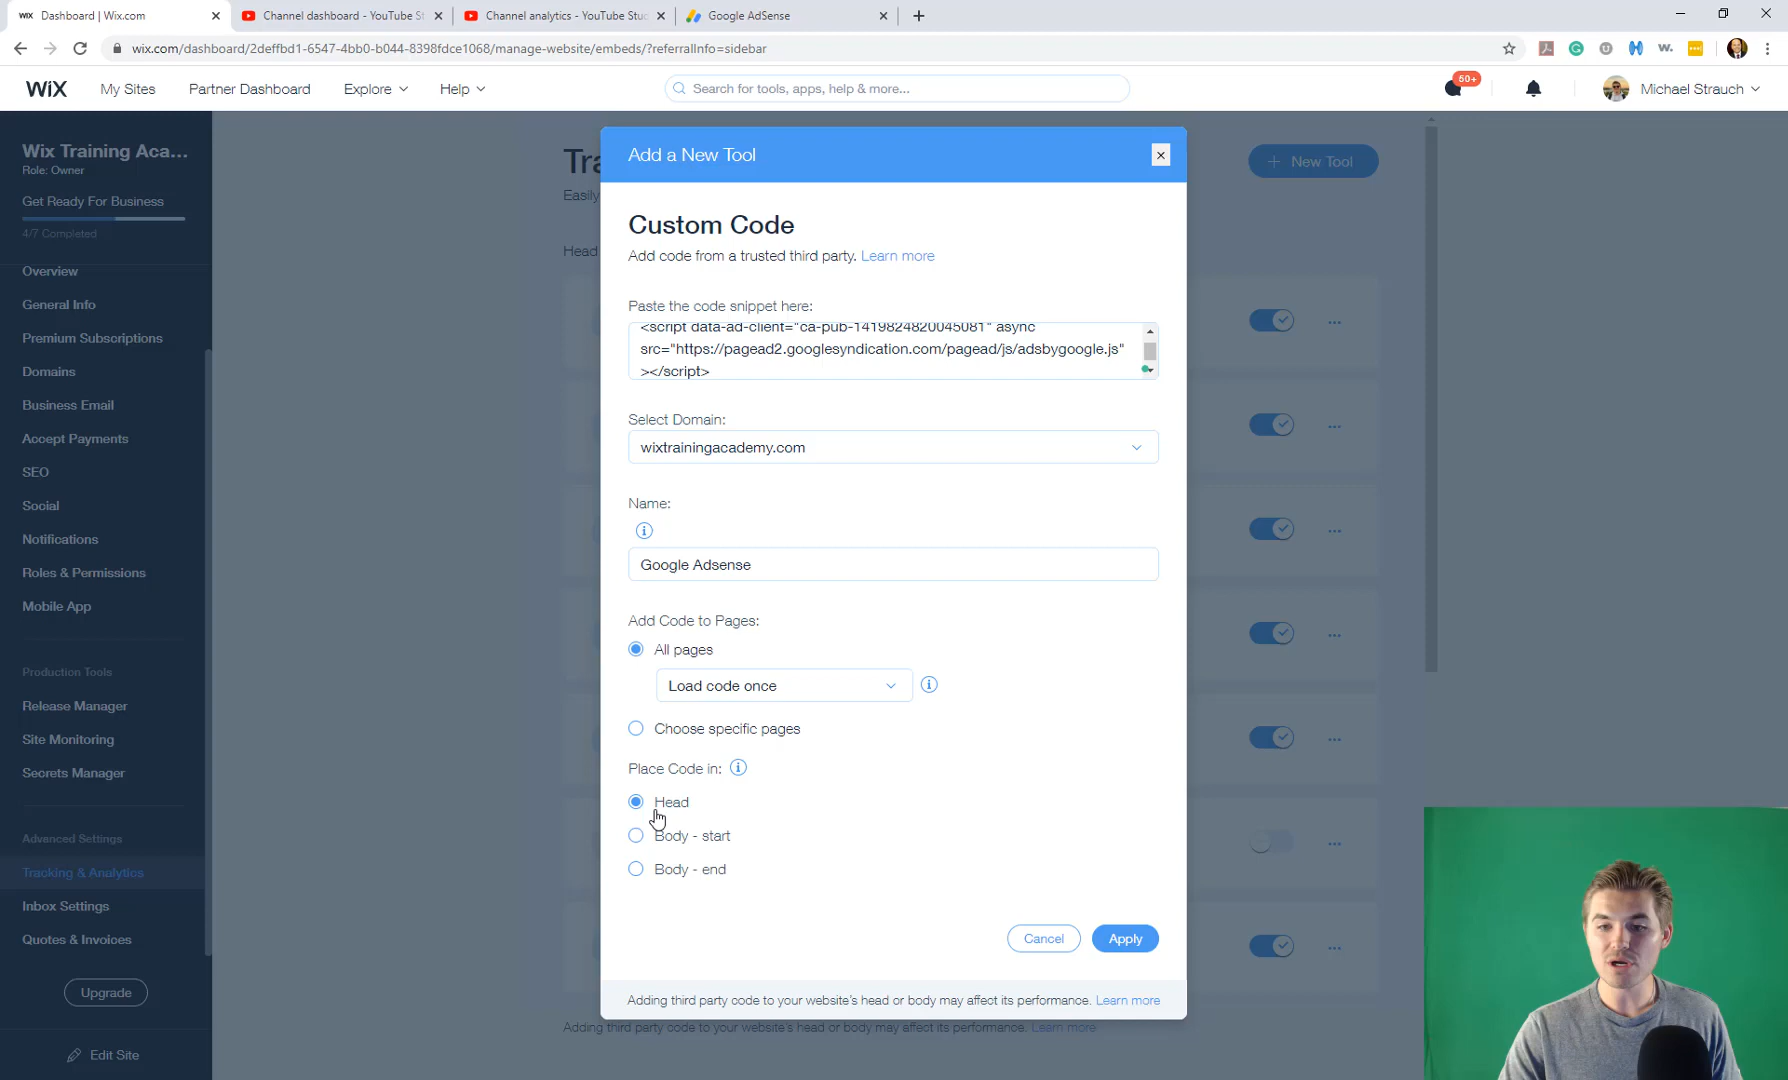 Dashboard | Wix.com
Channel dashboard - YouTube S
Channel analytics - YouTube Stu
Google AdSense
wix.com/dashboard/2deffbd1-6547-4bb0-b044-8398fdce1068/manage-website/embeds/?referralInfo=sidebar
WiX
My Sites
Partner Dashboard
Explore
Help
Search for tools, apps, help & more...
50+
Michael Strauch
Wix Training Aca...
Role: Owner
Get Ready For Business
4/7 Completed
Overview
General Info
Premium Subscriptions
Domains
Business Email
Accept Payments
SEO
Social
Notifications
Roles & Permissions
Mobile App
Production Tools
Release Manager
Site Monitoring
Secrets Manager
Advanced Settings
Tracking & Analytics
Inbox Settings
Quotes & Invoices
Upgrade
Edit Site
Tra
Easily
Head
New Tool
Add a New Tool
Custom Code
Add code from a trusted third party. Learn more
Paste the code snippet here:
<script data-ad-client="ca-pub-1419824820045081" async
src="https://pagead2.googlesyndication.com/pagead/js/adsbygoogle.js"
></script>
Select Domain:
wixtrainingacademy.com
Name:
Google Adsense
Add Code to Pages:
All pages
Load code once
Choose specific pages
Place Code in:
Head
Body - start
Body - end
Cancel
Apply
Adding third party code to your website's head or body may affect its performance. Learn more
Adding third party code to your website's head or body may affect its performance. Learn more